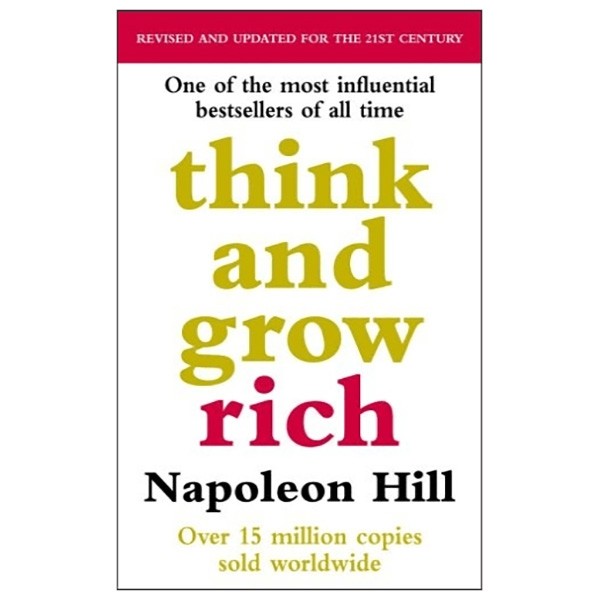 REVISED AND UPDATED FOR THE 21ST CENTURY
One of the most influential
bestsellers of all time
think
and
grow
rich
Napoleon Hill
Over 15 million copies
sold worldwide